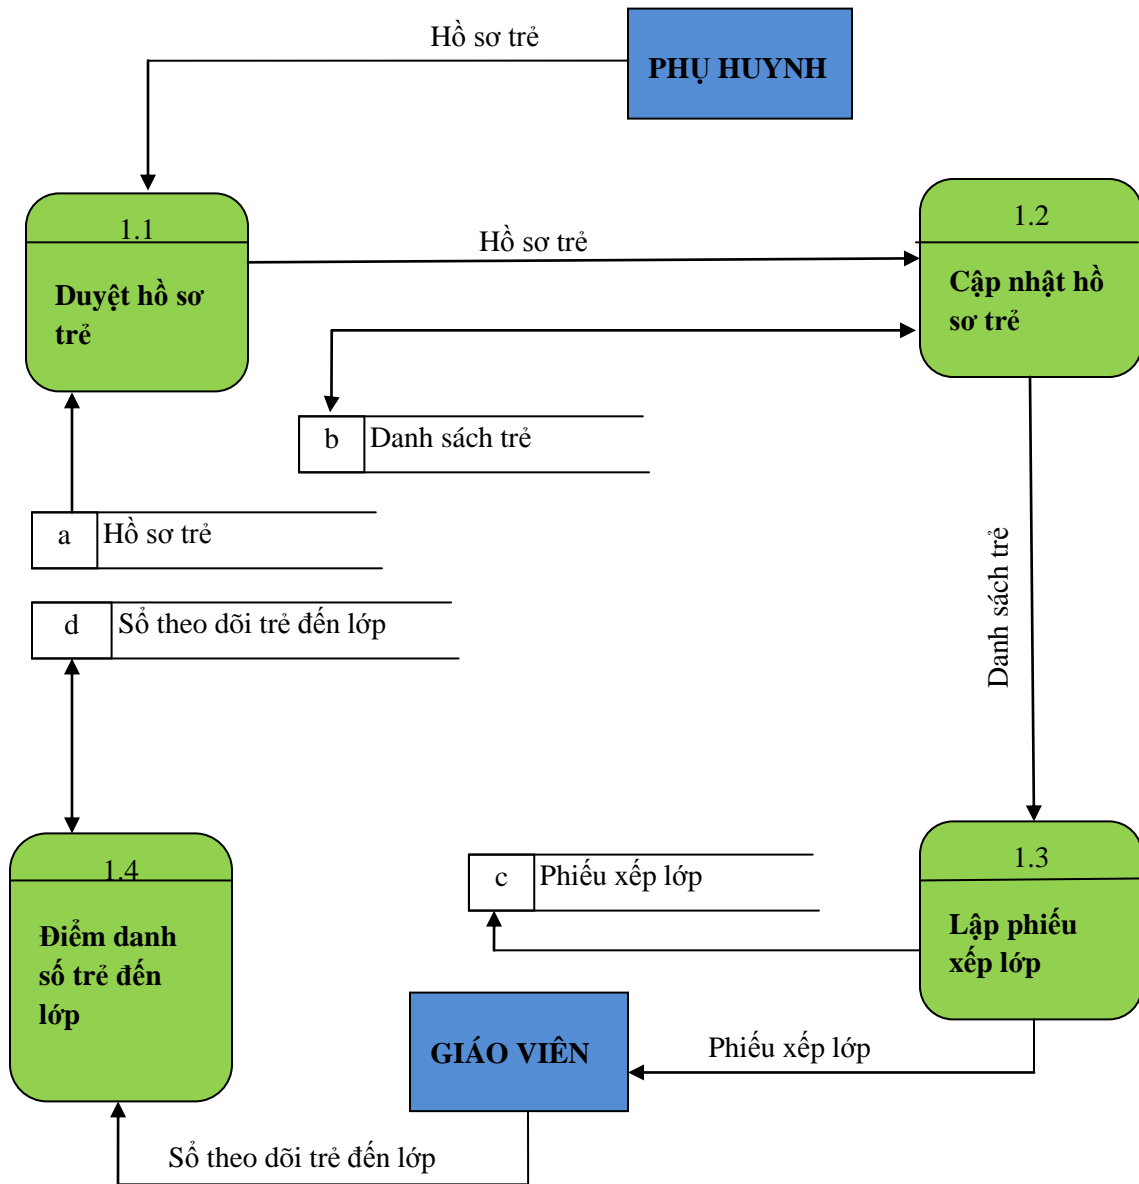 Hồ sơ trẻ
PHỤ HUYNH
1.1
Duyệt hồ sơ
trẻ
Hồ sơ trẻ
1.2
Cập nhật hồ
sơ trẻ
b
Danh sách trẻ
a
Hồ sơ trẻ
d
Sổ theo dõi trẻ đến lớp
Danh sách trẻ
1.4
Điểm danh
số trẻ đến
lớp
c
Phiếu xếp lớp
1.3
Lập phiếu
xếp lớp
GIÁO VIÊN
Phiếu xếp lớp
Sổ theo dõi trẻ đến lớp